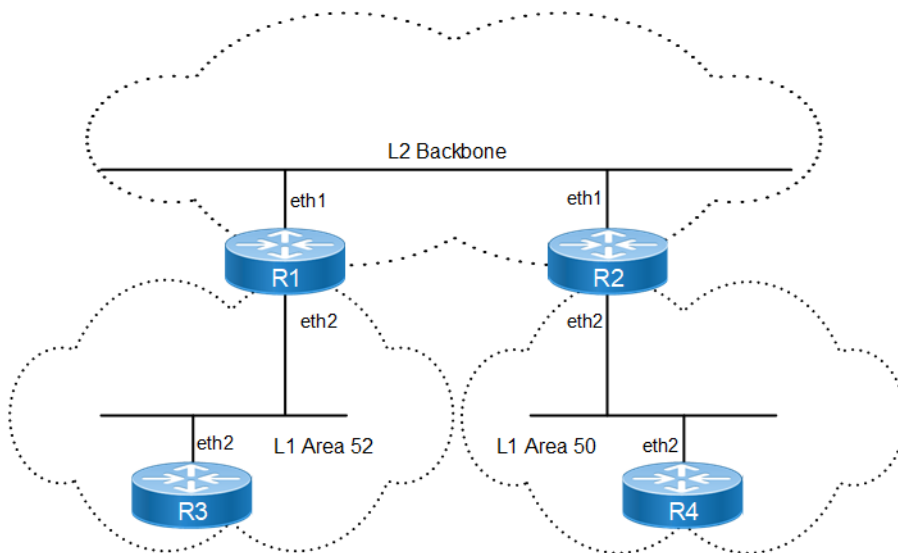 L2 Backbone
eth1
eth1
R1
R2
eth2
eth2
eth2
L1 Area 52
L1 Area 50
eth2
R3
R4